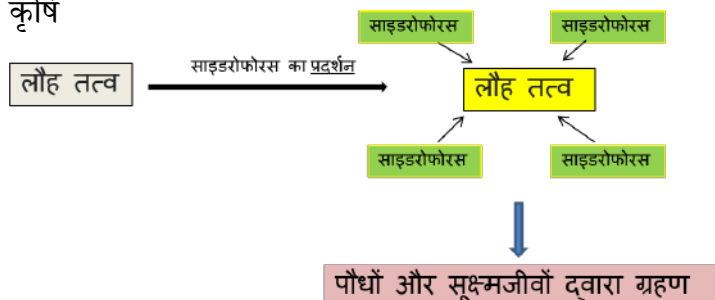 कृषि
साइडरोफोरस
साइडरोफोरस
लौह तत्व
साइडरोफोरस का प्रदर्शन
लौह तत्व
साइडरोफोरस
साइडरोफोरस
पौधों और सूक्ष्मजीवों द्वारा ग्रहण